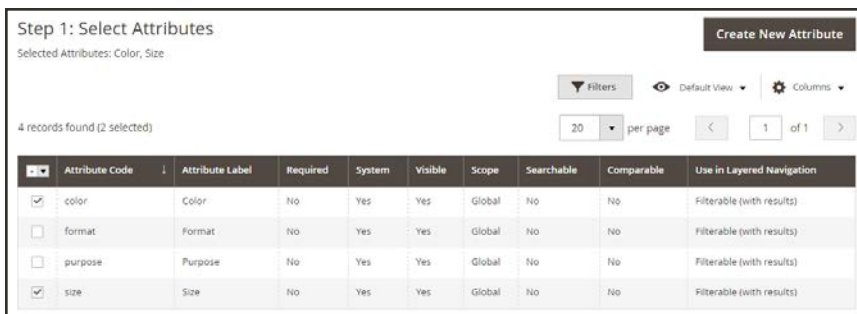 Step 1: Select Attributes
Create New Attribute
Selected Attributes: Color, Size
Filters Default View Columns
4 records found (2 selected) 20 per page 1 of 1
Attribute Code ↓ Attribute Label Required System Visible Scope Searchable Comparable Use in Layered Navigation
color Color No Yes Yes Global No No Filterable (with results)
format Format No Yes Yes Global No No Filterable (with results)
purpose Purpose No Yes Yes Global No No Filterable (with results)
size Size No Yes Yes Global No No Filterable (with results)